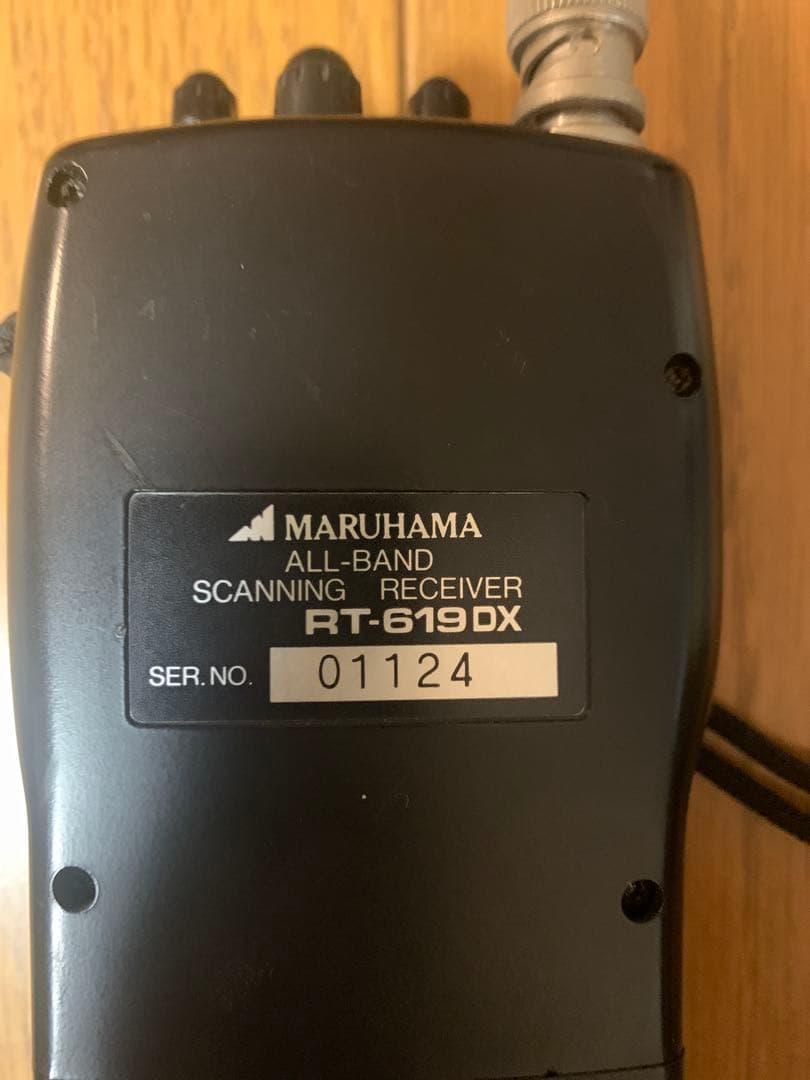 MARUHAMA
ALL-BAND
SCANNING RECEIVER
RT-619DX
SER. NO. 01124